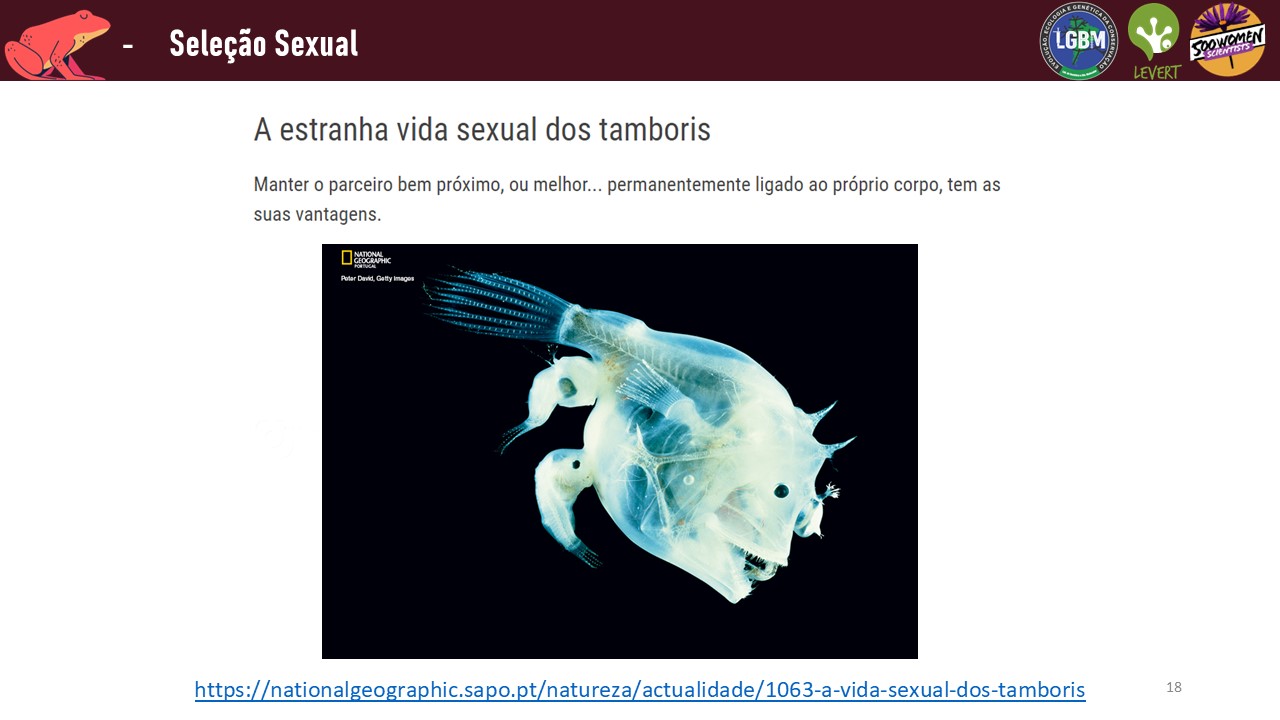 - Seleção Sexual
EVOLUÇÃO, ECOLOGIA E GENÉTICA DA CONSERVAÇÃO
LGBM
LEVERT
500 WOMEN
SCIENTISTS
A estranha vida sexual dos tamboris
Manter o parceiro bem próximo, ou melhor... permanentemente ligado ao próprio corpo, tem as
suas vantagens.
NATIONAL
GEOGRAPHIC
PORTUGAL
Peter David, Getty Images
https://nationalgeographic.sapo.pt/natureza/actualidade/1063-a-vida-sexual-dos-tamboris
18